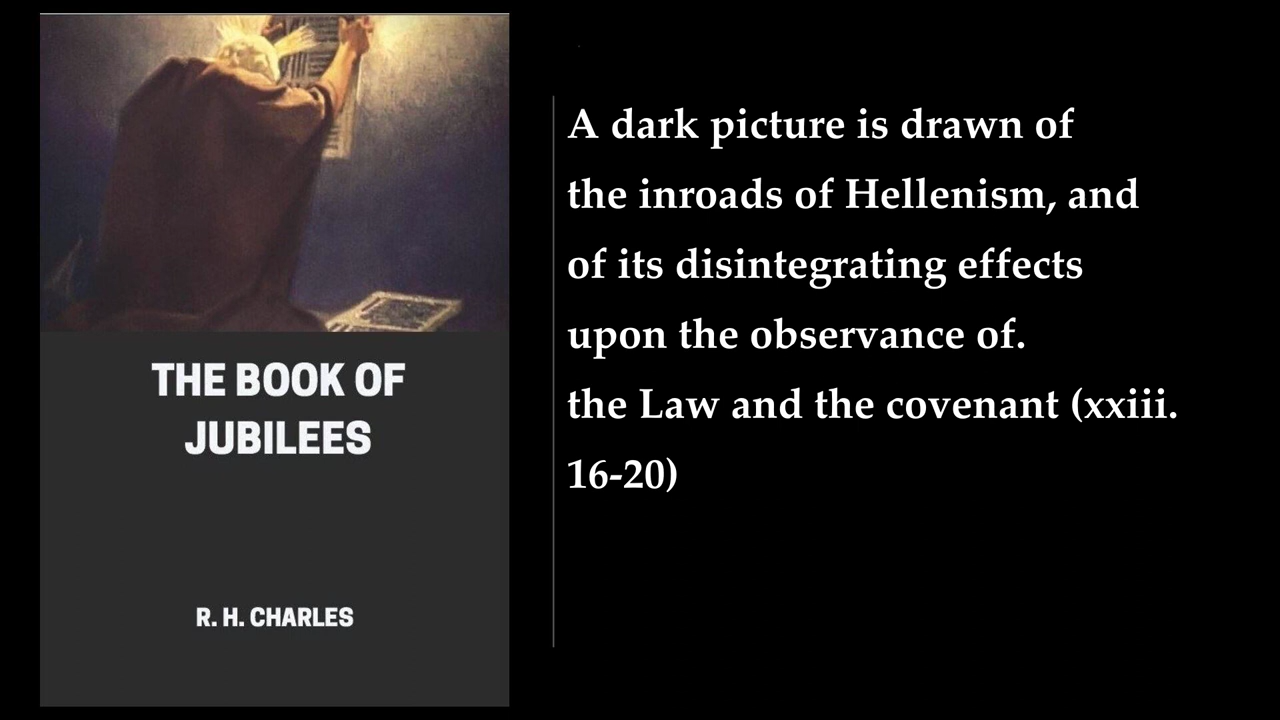 THE BOOK OF
JUBILEES
R. H. CHARLES
A dark picture is drawn of
the inroads of Hellenism, and
of its disintegrating effects
upon the observance of.
the Law and the covenant (xxiii.
16-20)